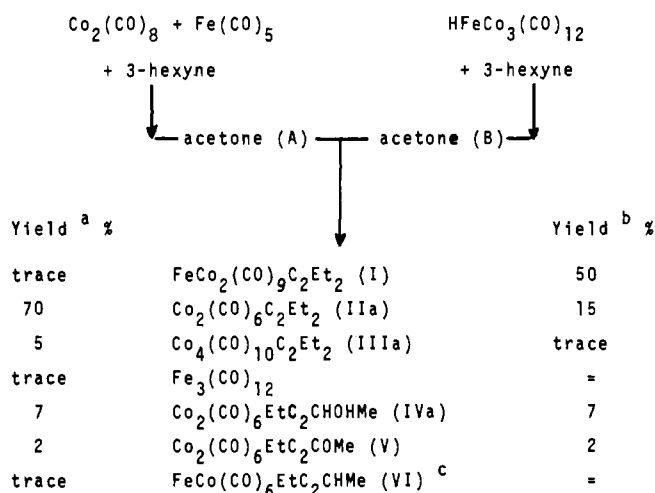 Co2(CO)8 + Fe(CO)5 HFeCo3(CO)12
+ 3-hexyne + 3-hexyne
acetone (A) acetone (B)
Yield a % Yield b %
trace FeCo2(CO)9C2Et2 (I) 50
70 Co2(CO)6C2Et2 (IIa) 15
5 Co4(CO)10C2Et2 (IIIa) trace
trace Fe3(CO)12 =
7 Co2(CO)6EtC2CHOHMe (IVa) 7
2 Co2(CO)6EtC2COMe (V) 2
trace FeCo(CO)6EtC2CHMe (VI) c =